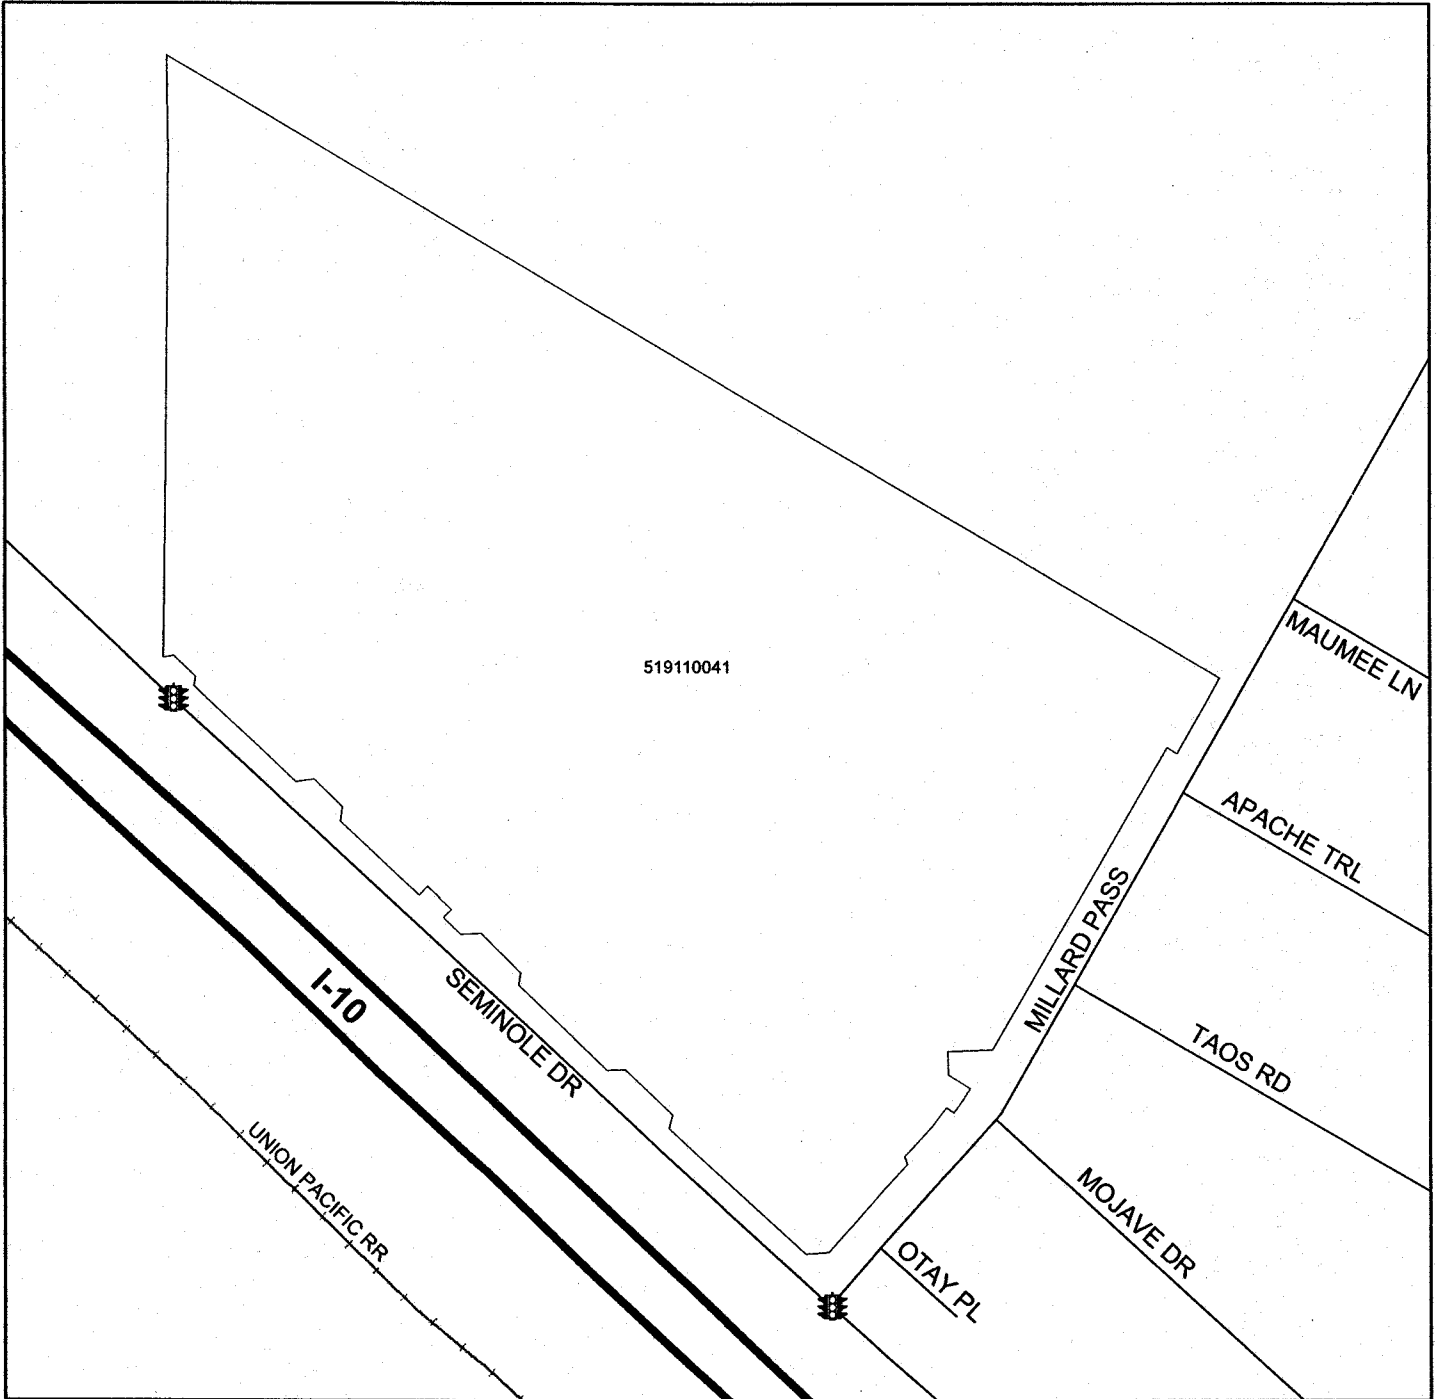 519110041
MAUMEE LN
APACHE TRL
MILLARD PASS
I-10
SEMINOLE DR
TAOS RD
UNION PACIFIC RR
MOJAVE DR
OTAY PL